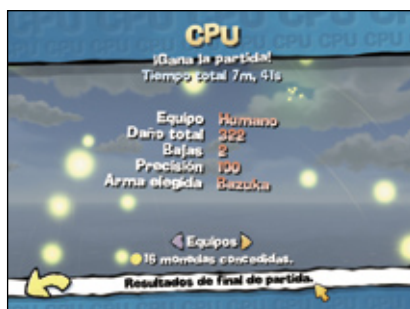 CPU
¡Gana la partida!
Tiempo total 7m, 41s
Equipo Humano
Daño total 322
Bajas 2
Precisión 100
Arma elegida Bazuka
Equipos
16 monedas concedidas.
Resultados de final de partida.